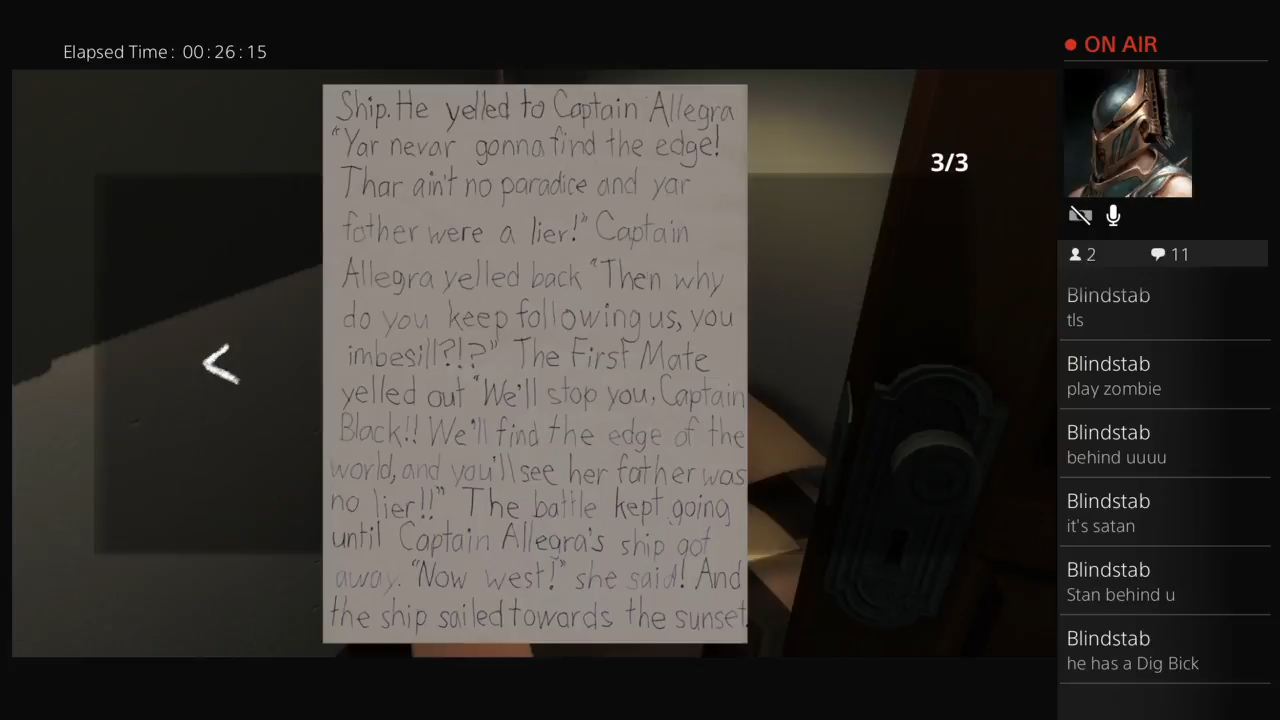 Elapsed Time: 00:26:15
Ship. He yelled to Captain Allegra
"Yar nevar gonna find the edge!
Thar ain't no paradice and yar
father were a lier!" Captain
Allegra yelled back "Then why
do you keep following us, you
imbesill?!?" The First Mate
yelled out "We'll stop you, Captain
Black!! We'll find the edge of the
world, and you'll see her father was
no lier!!" The battle kept going
until Captain Allegra's ship got
away. "Now west!" she said! And
the ship sailed towards the sunset.
3/3
ON AIR
2 11
Blindstab
tls
Blindstab
play zombie
Blindstab
behind uuuu
Blindstab
it's satan
Blindstab
Stan behind u
Blindstab
he has a Dig Bick